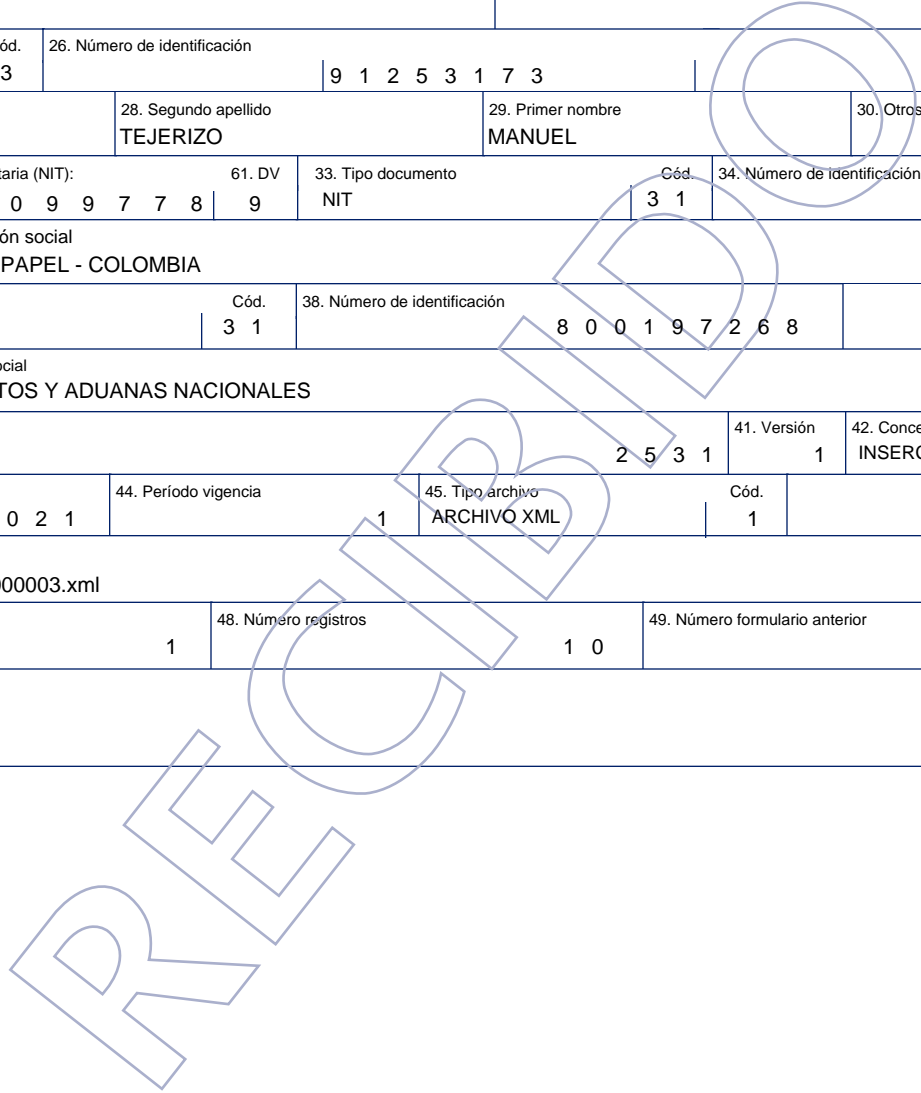 ód. 26. Número de identificación
3 9 1 2 5 3 1 7 3
28. Segundo apellido 29. Primer nombre 30. Otros
TEJERIZO MANUEL
taria (NIT): 61. DV 33. Tipo documento Cód. 34. Número de identificación
0 9 9 7 7 8 9 NIT 3 1
ón social
PAPEL - COLOMBIA
Cód. 38. Número de identificación
3 1 8 0 0 1 9 7 2 6 8
ocial
TOS Y ADUANAS NACIONALES
41. Versión 42. Conce
2 5 3 1 1 INSERC
44. Período vigencia 45. Tipo archivo Cód.
0 2 1 1 ARCHIVO XML 1
000003.xml
48. Número registros 49. Número formulario anterior
1 1 0
RECIBIDO